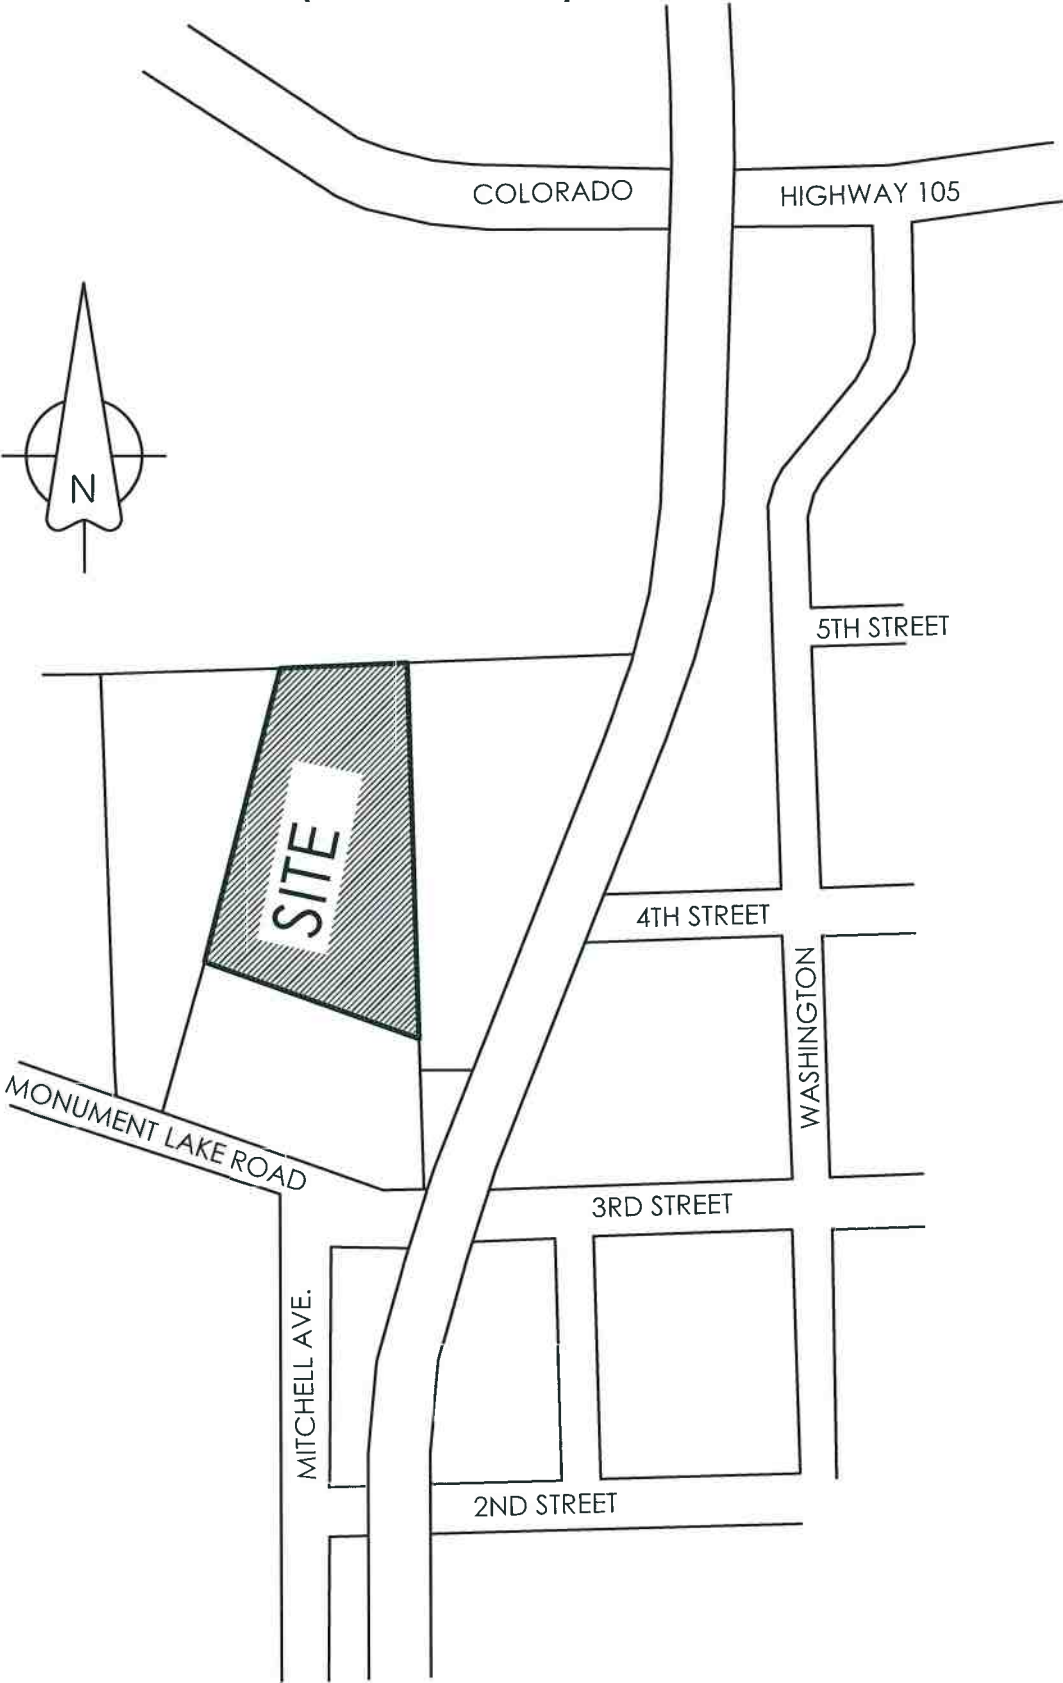 COLORADO
HIGHWAY 105
N
5TH STREET
SITE
4TH STREET
WASHINGTON
MONUMENT LAKE ROAD
3RD STREET
MITCHELL AVE.
2ND STREET